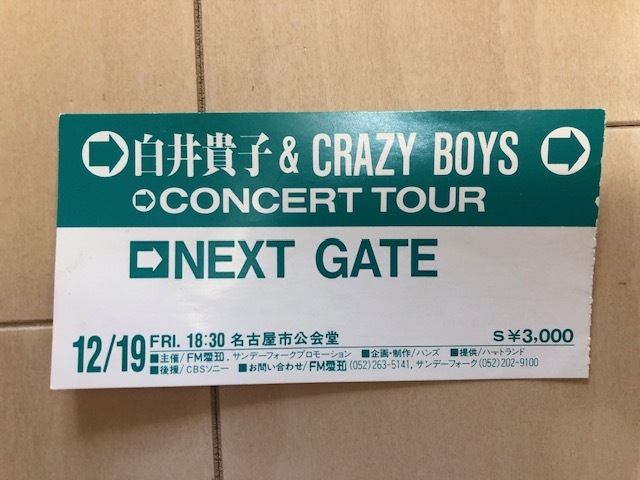 白井貴子 & CRAZY BOYS
CONCERT TOUR
NEXT GATE
12/19 FRI. 18:30 名古屋市公会堂 S¥3,000
■主催/FM愛知, サンデーフォークプロモーション ■企画・制作/ハンズ ■提供/ハートランド
■後援/CBSソニー ■お問い合わせ/FM愛知(052)263-5141, サンデーフォーク(052)202-9100